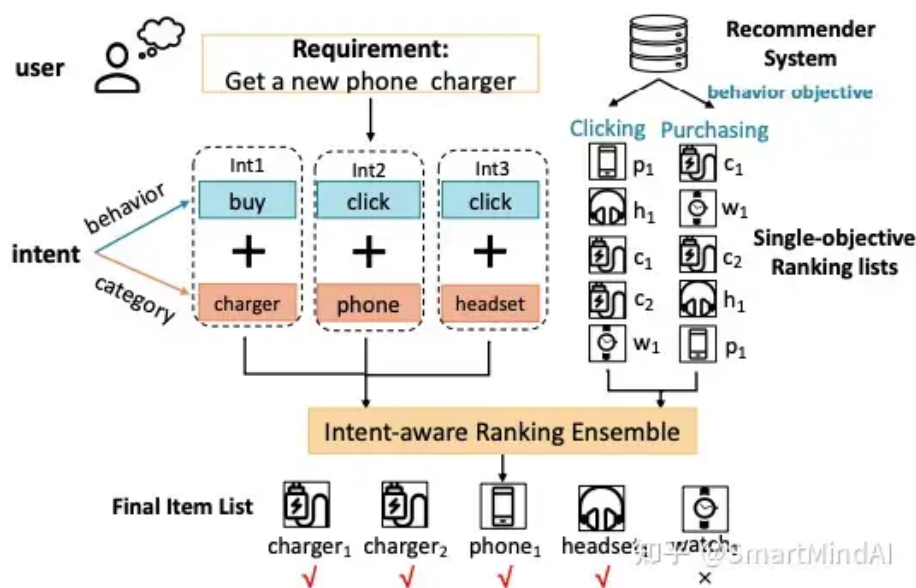 user
Requirement:
Get a new phone charger
Recommender
System
behavior objective
Clicking Purchasing
Int1 Int2 Int3
behavior
buy click click
intent
+ + +
category
charger phone headset
p1 c1
h1 w1
c1 c2
c2 h1
w1 p1
Single-objective
Ranking lists
Intent-aware Ranking Ensemble
Final Item List
charger1 charger2 phone1 headset1 watch1
√ √ √ √ ×
知乎 @SmartMindAI